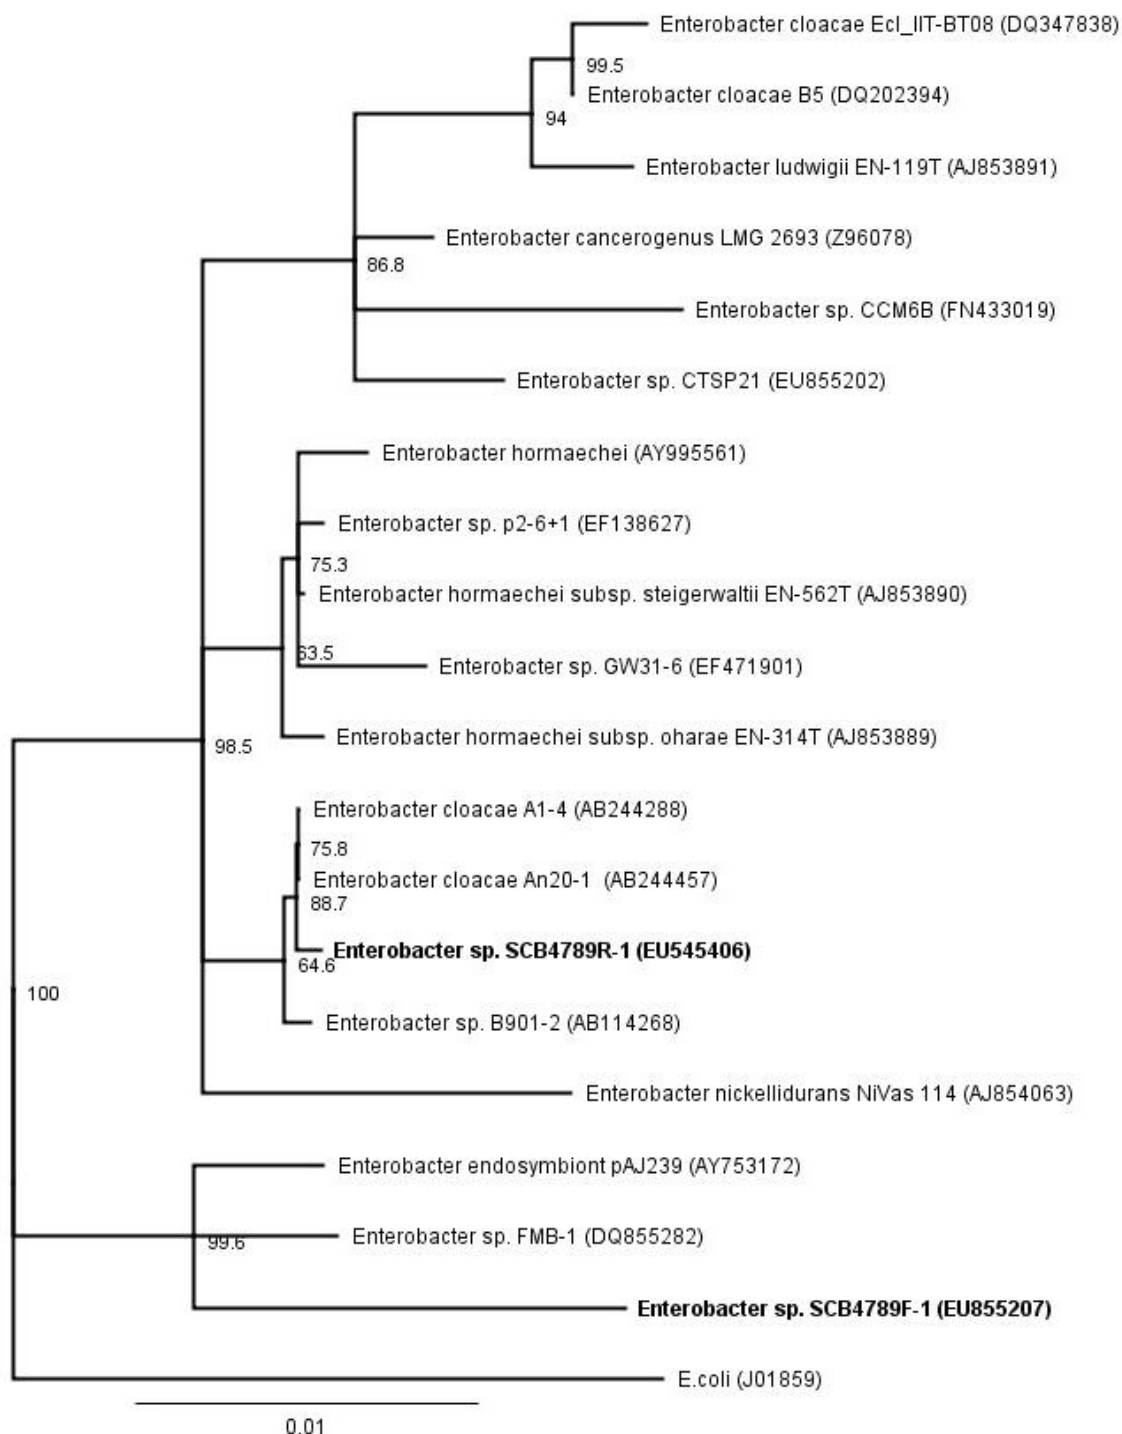 Enterobacter cloacae Ecl_IIT-BT08 (DQ347838)
99.5
Enterobacter cloacae B5 (DQ202394)
94
Enterobacter ludwigii EN-119T (AJ853891)
Enterobacter cancerogenus LMG 2693 (Z96078)
86.8
Enterobacter sp. CCM6B (FN433019)
Enterobacter sp. CTSP21 (EU855202)
Enterobacter hormaechei (AY995561)
Enterobacter sp. p2-6+1 (EF138627)
75.3
Enterobacter hormaechei subsp. steigerwaltii EN-562T (AJ853890)
63.5
Enterobacter sp. GW31-6 (EF471901)
Enterobacter hormaechei subsp. oharae EN-314T (AJ853889)
98.5
Enterobacter cloacae A1-4 (AB244288)
75.8
Enterobacter cloacae An20-1 (AB244457)
88.7
Enterobacter sp. SCB4789R-1 (EU545406)
64.6
100
Enterobacter sp. B901-2 (AB114268)
Enterobacter nickellidurans NiVas 114 (AJ854063)
Enterobacter endosymbiont pAJ239 (AY753172)
Enterobacter sp. FMB-1 (DQ855282)
99.6
Enterobacter sp. SCB4789F-1 (EU855207)
E.coli (J01859)
0.01